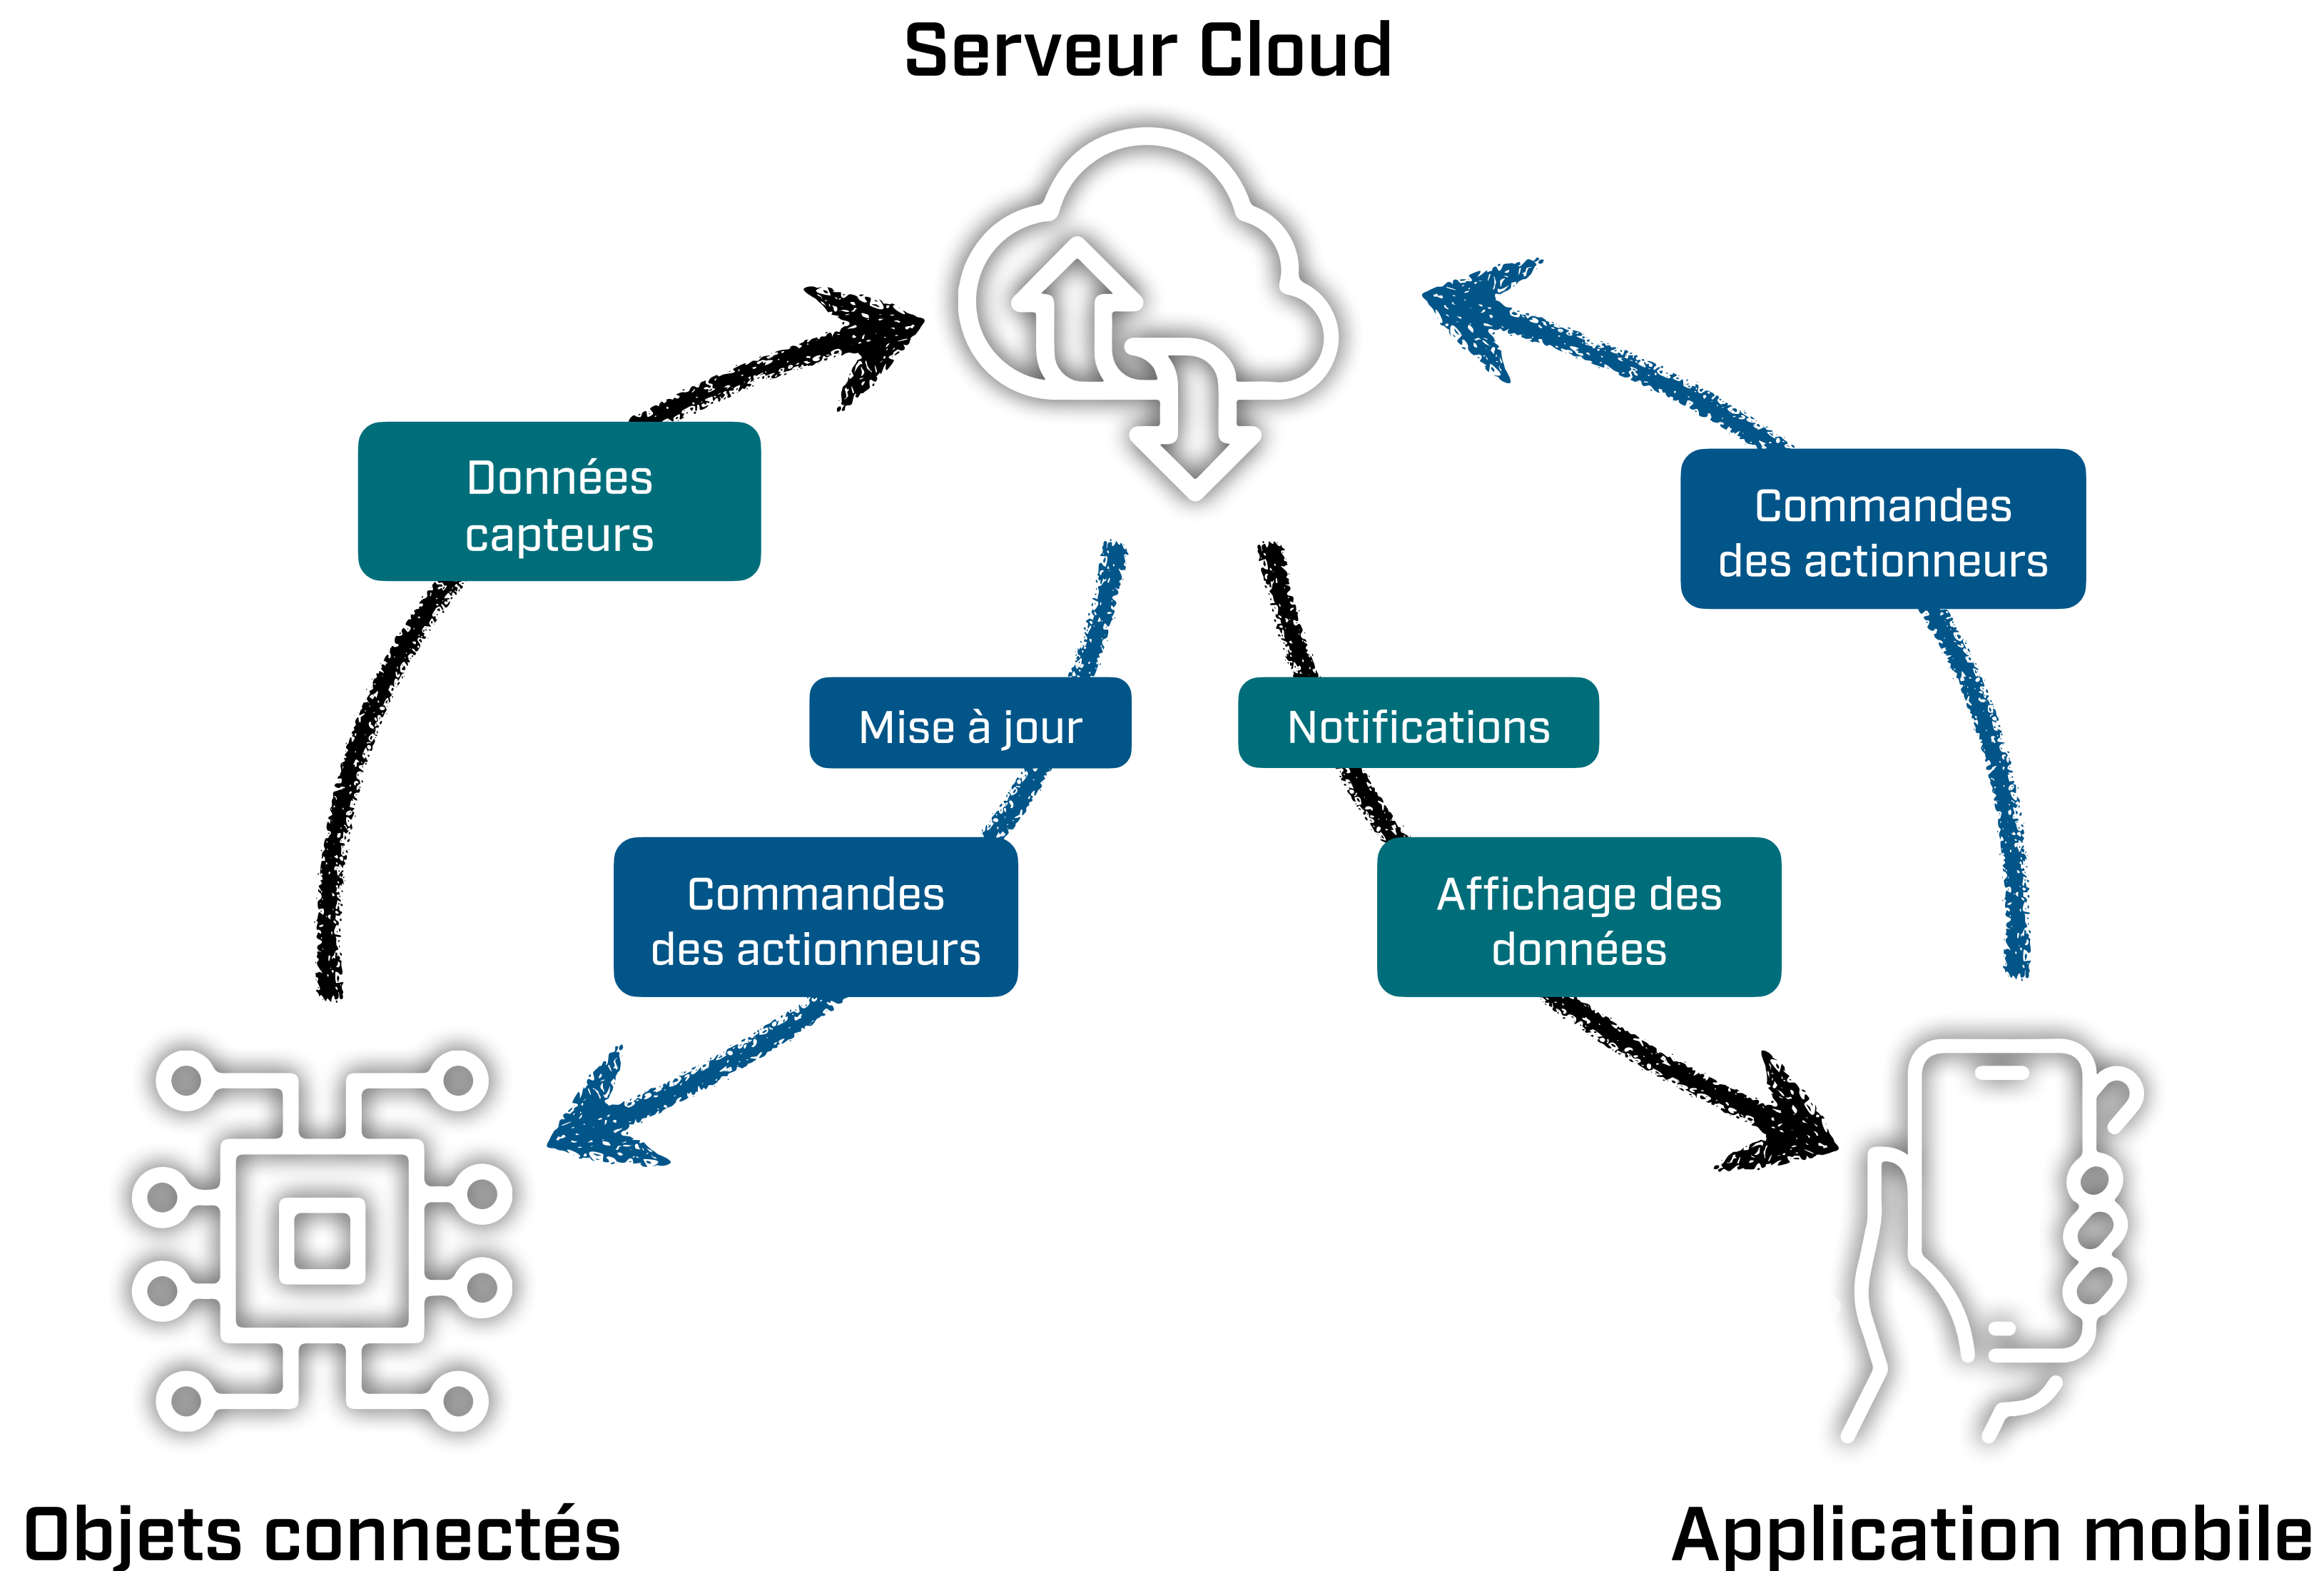 Serveur Cloud
Données
capteurs
Commandes
des actionneurs
Mise à jour
Notifications
Commandes
des actionneurs
Affichage des
données
Objets connectés
Application mobile